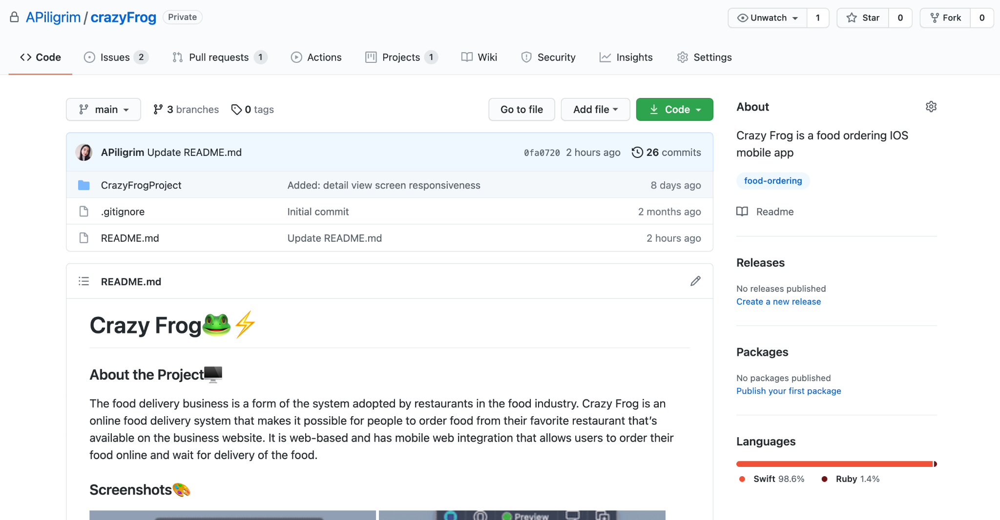 APiligrim / crazyFrog Private
Unwatch 1 Star 0 Fork 0
Code Issues 2 Pull requests 1 Actions Projects 1 Wiki Security Insights Settings
main 3 branches 0 tags Go to file Add file Code
APiligrim Update README.md 0fa0720 2 hours ago 26 commits
CrazyFrogProject Added: detail view screen responsiveness 8 days ago
.gitignore Initial commit 2 months ago
README.md Update README.md 2 hours ago
README.md
Crazy Frog🐸⚡
About the Project🖥️
The food delivery business is a form of the system adopted by restaurants in the food industry. Crazy Frog is an
online food delivery system that makes it possible for people to order food from their favorite restaurant that’s
available on the business website. It is web-based and has mobile web integration that allows users to order their
food online and wait for delivery of the food.
Screenshots🎨
Preview
About
Crazy Frog is a food ordering IOS
mobile app
food-ordering
Readme
Releases
No releases published
Create a new release
Packages
No packages published
Publish your first package
Languages
Swift 98.6% Ruby 1.4%